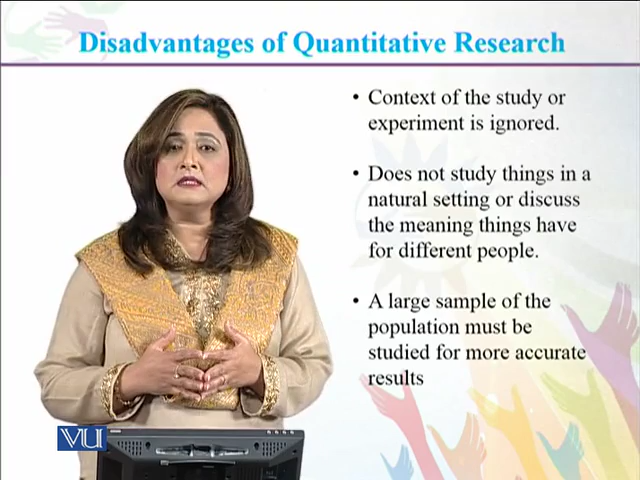 Disadvantages of Quantitative Research
• Context of the study or
experiment is ignored.
• Does not study things in a
natural setting or discuss
the meaning things have
for different people.
• A large sample of the
population must be
studied for more accurate
results
VU